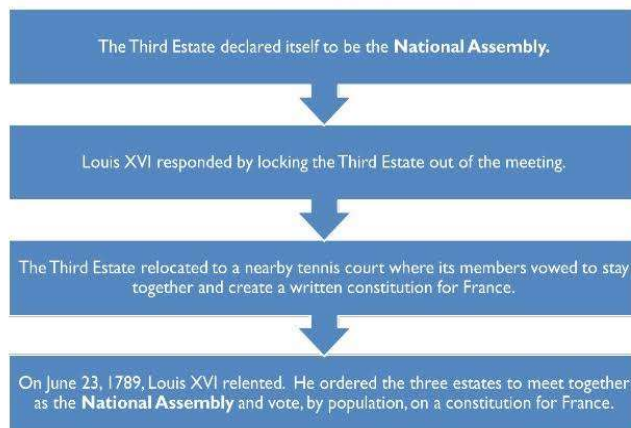 The Third Estate declared itself to be the National Assembly.
Louis XVI responded by locking the Third Estate out of the meeting.
The Third Estate relocated to a nearby tennis court where its members vowed to stay
together and create a written constitution for France.
On June 23, 1789, Louis XVI relented. He ordered the three estates to meet together
as the National Assembly and vote, by population, on a constitution for France.